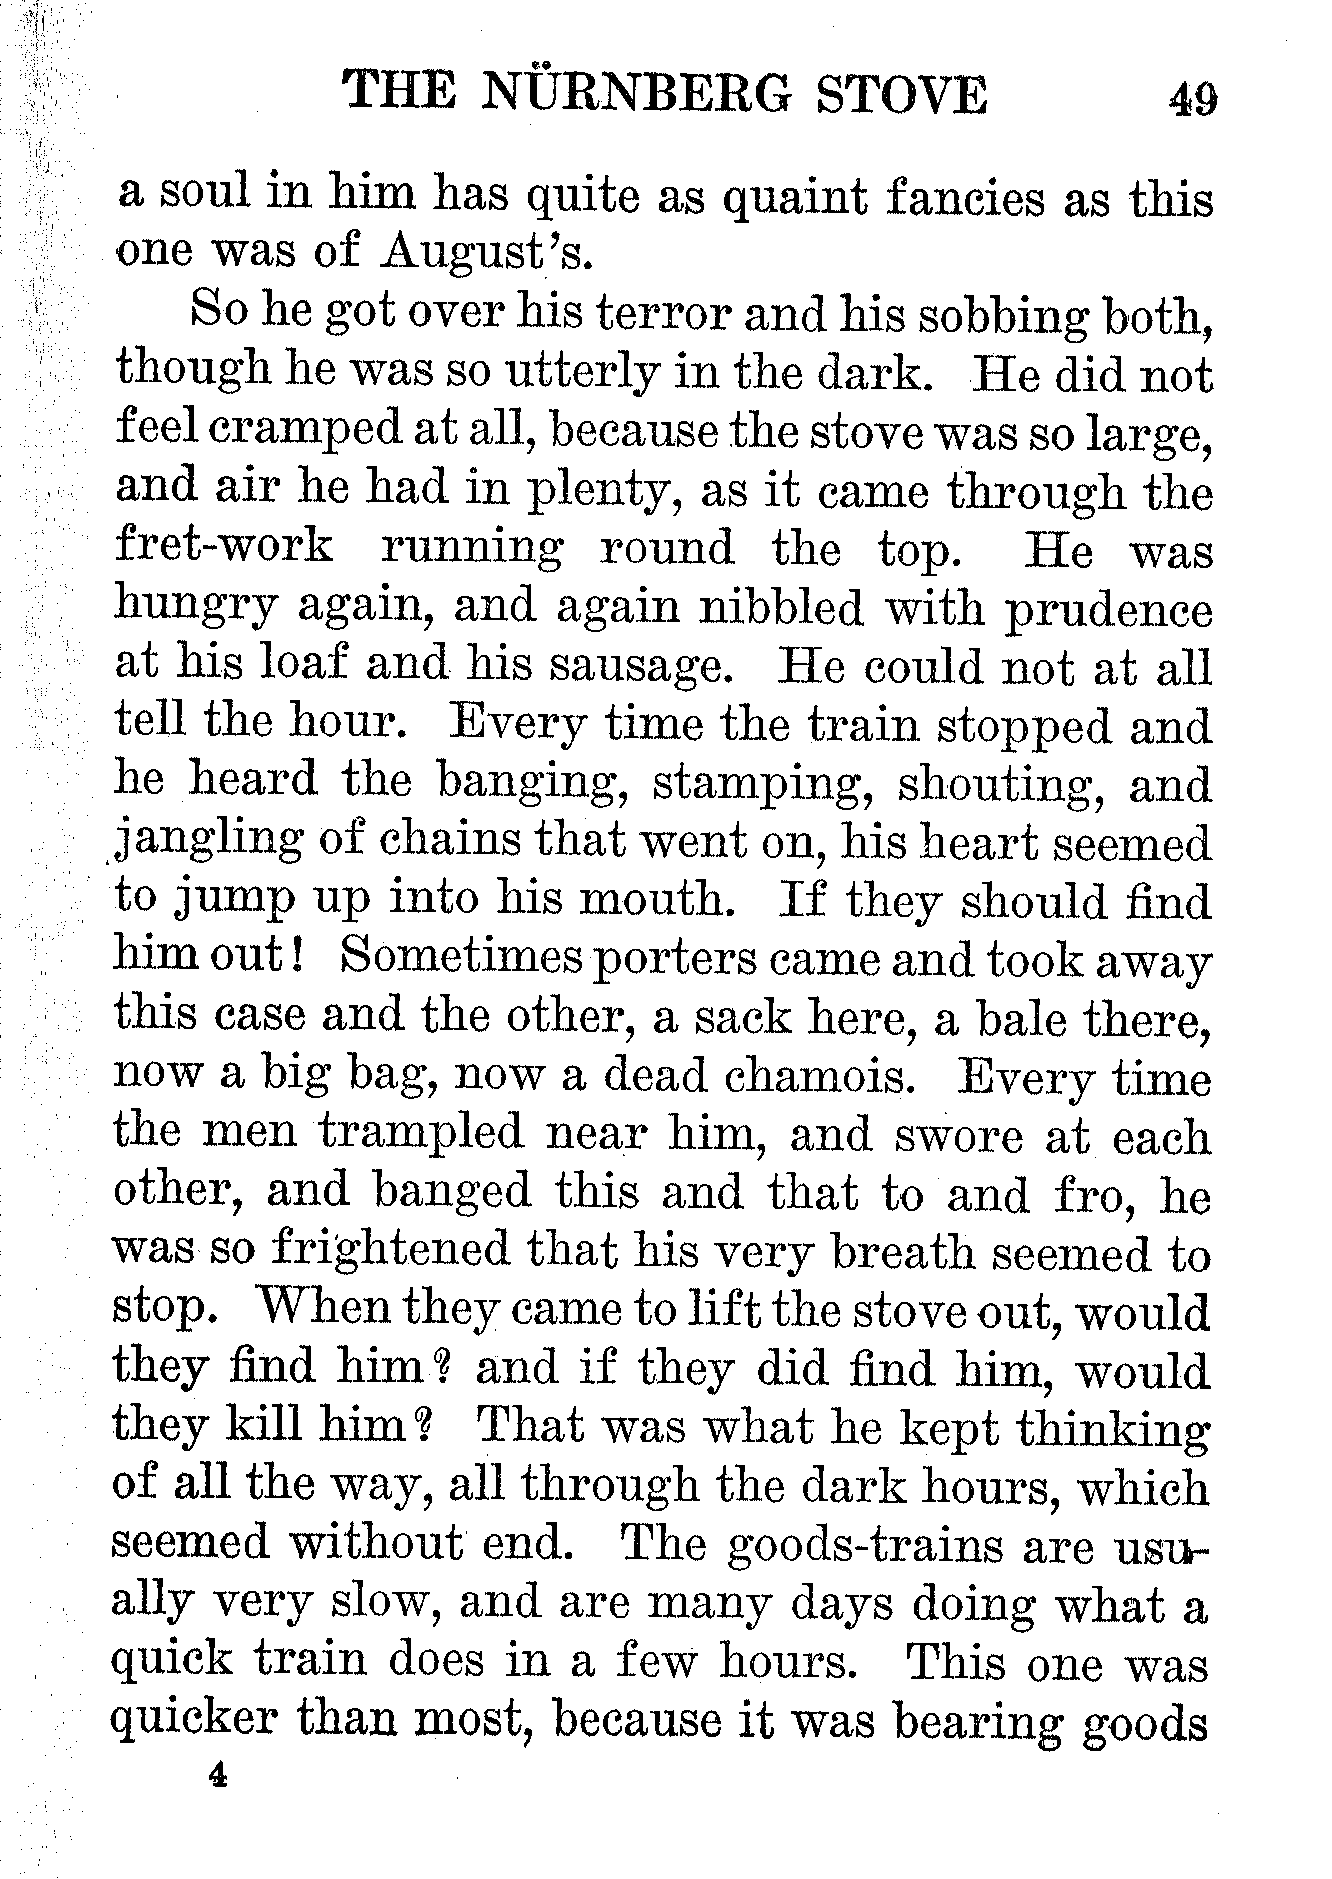 THE NÜRNBERG STOVE 49
a soul in him has quite as quaint fancies as this
one was of August's.
So he got over his terror and his sobbing both,
though he was so utterly in the dark. He did not
feel cramped at all, because the stove was so large,
and air he had in plenty, as it came through the
fret-work running round the top. He was
hungry again, and again nibbled with prudence
at his loaf and his sausage. He could not at all
tell the hour. Every time the train stopped and
he heard the banging, stamping, shouting, and
jangling of chains that went on, his heart seemed
to jump up into his mouth. If they should find
him out! Sometimes porters came and took away
this case and the other, a sack here, a bale there,
now a big bag, now a dead chamois. Every time
the men trampled near him, and swore at each
other, and banged this and that to and fro, he
was so frightened that his very breath seemed to
stop. When they came to lift the stove out, would
they find him? and if they did find him, would
they kill him? That was what he kept thinking
of all the way, all through the dark hours, which
seemed without end. The goods-trains are usu-
ally very slow, and are many days doing what a
quick train does in a few hours. This one was
quicker than most, because it was bearing goods
4